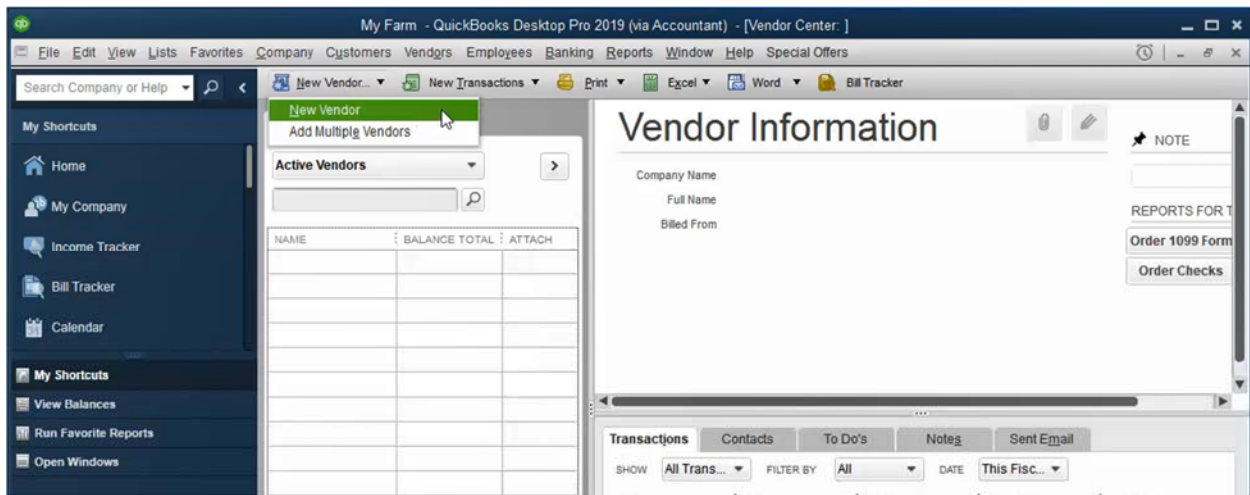 qb
My Farm - QuickBooks Desktop Pro 2019 (via Accountant) - [Vendor Center: ]
File Edit View Lists Favorites Company Customers Vendors Employees Banking Reports Window Help Special Offers
Search Company or Help
New Vendor... New Transactions Print Excel Word Bill Tracker
My Shortcuts
Home
My Company
Income Tracker
Bill Tracker
Calendar
My Shortcuts
View Balances
Run Favorite Reports
Open Windows
New Vendor
Add Multiple Vendors
Active Vendors
NAME BALANCE TOTAL ATTACH
Vendor Information
Company Name
Full Name
Billed From
NOTE
REPORTS FOR T
Order 1099 Form
Order Checks
Transactions Contacts To Do's Notes Sent Email
SHOW All Trans... FILTER BY All DATE This Fisc...